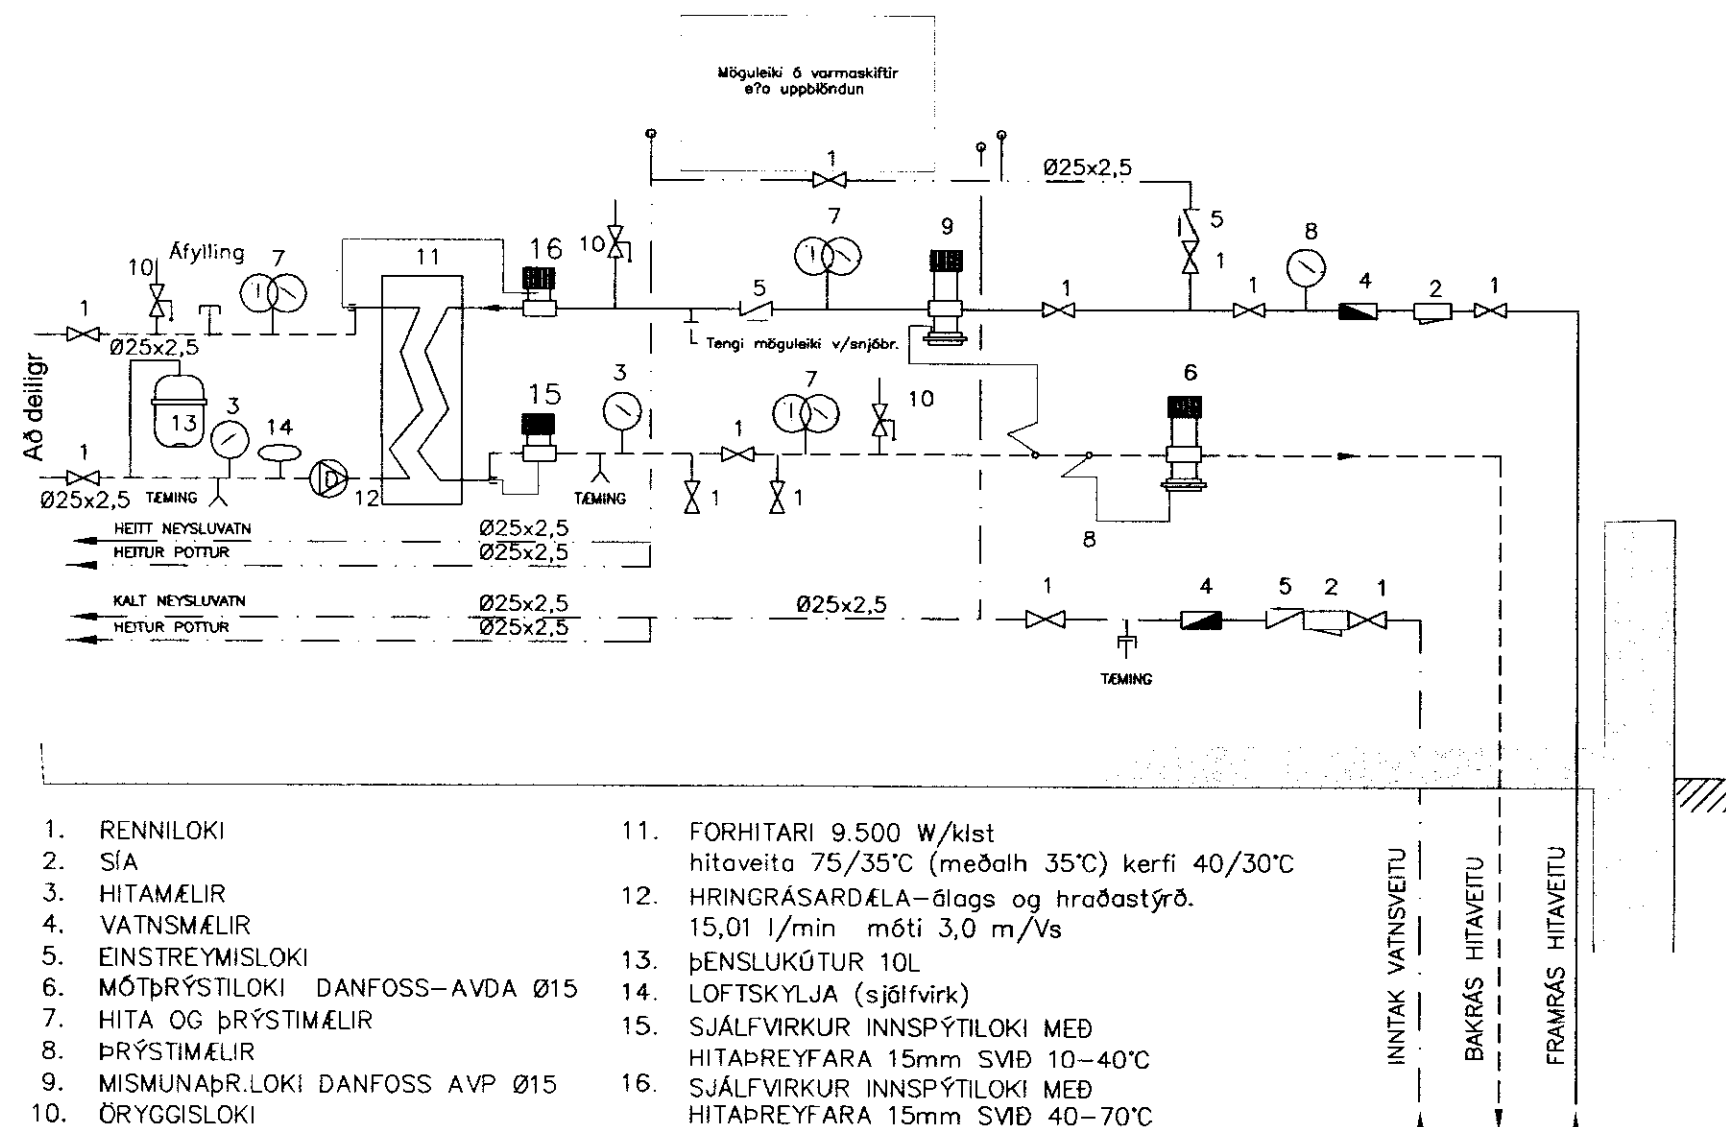 Möguleiki á varmaskiftir
e?a uppblöndun
1
Ø25x2,5
7
9
5
8
10
16
1
Áfylling
7
11
10
1
5
1
1
4
2
1
Tengi möguleiki v/snjóbr.
Ø25x2,5
Að deiligr
13
3
14
15
3
7
10
6
1
1
Ø25x2,5
TÆMING
12
TÆMING
1
1
8
HEITT NEYSLUVATN
Ø25x2,5
HEITUR POTTUR
Ø25x2,5
KALT NEYSLUVATN
Ø25x2,5
Ø25x2,5
HEITUR POTTUR
Ø25x2,5
1
4
5
2
1
TÆMING
1. RENNILOKI
2. SÍA
3. HITAMÆLIR
4. VATNSMÆLIR
5. EINSTREYMISLOKI
6. MÓTÞRÝSTILOKI DANFOSS-AVDA Ø15
7. HITA OG ÞRÝSTIMÆLIR
8. ÞRÝSTIMÆLIR
9. MISMUNAÞR.LOKI DANFOSS AVP Ø15
10. ÖRYGGISLOKI
11. FORHITARI 9.500 W/klst
hitaveita 75/35°C (meðalh 35°C) kerfi 40/30°C
12. HRINGRÁSARDÆLA-álags og hraðastýrð.
15,01 l/min móti 3,0 m/Vs
13. ÞENSLUKÚTUR 10L
14. LOFTSKYLJA (sjálfvirk)
15. SJÁLFVIRKUR INNSPÝTILOKI MEÐ
HITAÞREYFARA 15mm SVIÐ 10-40°C
16. SJÁLFVIRKUR INNSPÝTILOKI MEÐ
HITAÞREYFARA 15mm SVIÐ 40-70°C
INNTAK VATNSVEITU
BAKRÁS HITAVEITU
FRAMRÁS HITAVEITU